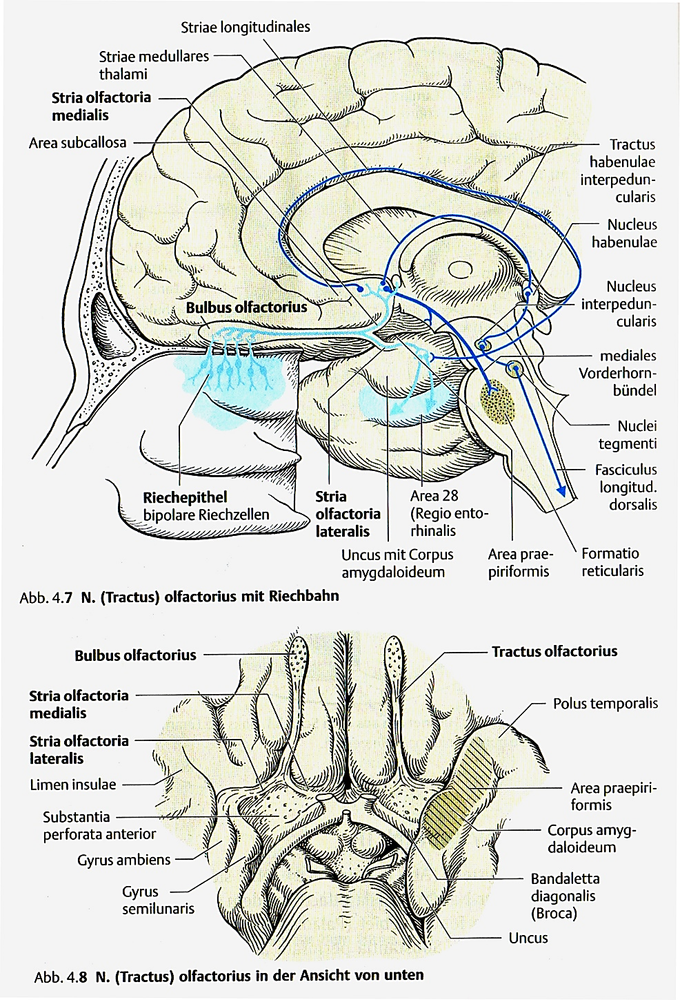 Striae longitudinales
Striae medullares
thalami
Stria olfactoria
medialis
Area subcallosa
Tractus
habenulae
interpedun-
cularis
Nucleus
habenulae
Nucleus
interpedun-
cularis
mediales
Vorderhorn-
bündel
Nuclei
tegmenti
Fasciculus
longitud.
dorsalis
Bulbus olfactorius
Riechepithel
bipolare Riechzellen
Stria
olfactoria
lateralis
Area 28
(Regio ento-
rhinalis
Uncus mit Corpus
amygdaloideum
Area prae-
piriformis
Formatio
reticularis
Abb. 4.7 N. (Tractus) olfactorius mit Riechbahn
Bulbus olfactorius
Tractus olfactorius
Stria olfactoria
medialis
Polus temporalis
Stria olfactoria
lateralis
Limen insulae
Area praepiri-
formis
Substantia
perforata anterior
Corpus amyg-
daloideum
Gyrus ambiens
Gyrus
semilunaris
Bandaletta
diagonalis
(Broca)
Uncus
Abb. 4.8 N. (Tractus) olfactorius in der Ansicht von unten